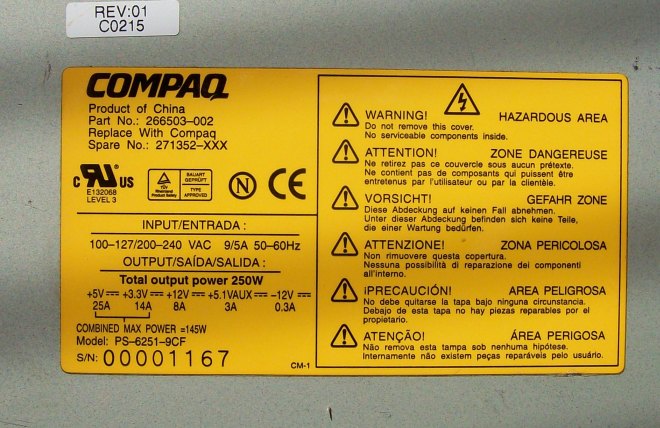 REV:01
C0215
COMPAQ
Product of China
Part No.: 266503-002
Replace With Compaq
Spare No.: 271352-XXX
c RU US
E132068
LEVEL 3
TÜV
Rheinland
Product Safety
BAUART
GEPRÜFT
TYPE
APPROVED
N
CE
INPUT/ENTRADA :
100-127/200-240 VAC 9/5A 50-60Hz
OUTPUT/SAÍDA/SALIDA :
Total output power 250W
+5V +3.3V +12V +5.1VAUX -12V
25A 14A 8A 3A 0.3A
COMBINED MAX POWER =145W
Model: PS-6251-9CF
S/N: 00001167
CM-1
WARNING! HAZARDOUS AREA
Do not remove this cover.
No serviceable components inside.
ATTENTION! ZONE DANGEREUSE
Ne retirez pas ce couvercle sous aucun prétexte.
Ne contient pas de composants qui puissent être
entretenus par l'utilisateur ou par la clientèle.
VORSICHT! GEFAHR ZONE
Diese Abdeckung auf keinen Fall abnehmen.
Unter dieser Abdeckung befinden sich keine Teile,
die einer Wartung bedürfen.
ATTENZIONE! ZONA PERICOLOSA
Non rimuovere questa copertura.
Nessuna possibilità di reparazione dei componenti
all'interno.
¡PRECAUCIÓN! AREA PELIGROSA
No debe quitarse la tapa bajo ninguna circunstancia.
Debajo de esta tapa no hay piezas reparables por el
propietario.
ATENÇÃO! ÁREA PERIGOSA
Não remova esta tampa sob nenhuma hipótese.
Internamente não existem peças reparáveis pelo usuário.